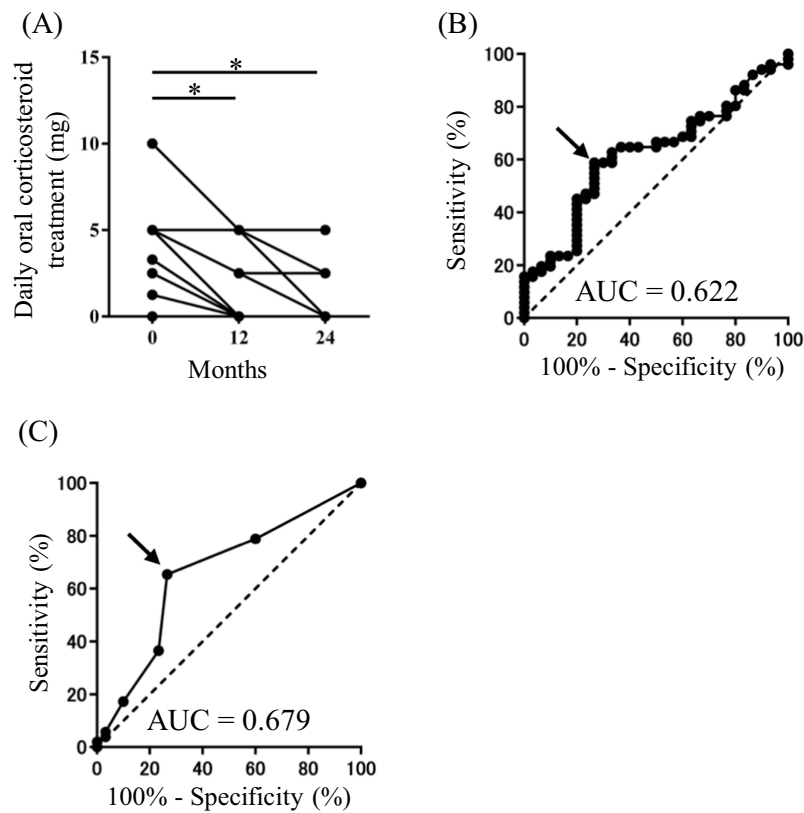 (A)
Daily oral corticosteroid
treatment (mg)
15
10
5
0
*
*
0 12 24
Months
(B)
Sensitivity (%)
100
80
60
40
20
0
AUC = 0.622
0 20 40 60 80 100
100% - Specificity (%)
(C)
Sensitivity (%)
100
80
60
40
20
0
AUC = 0.679
0 20 40 60 80 100
100% - Specificity (%)